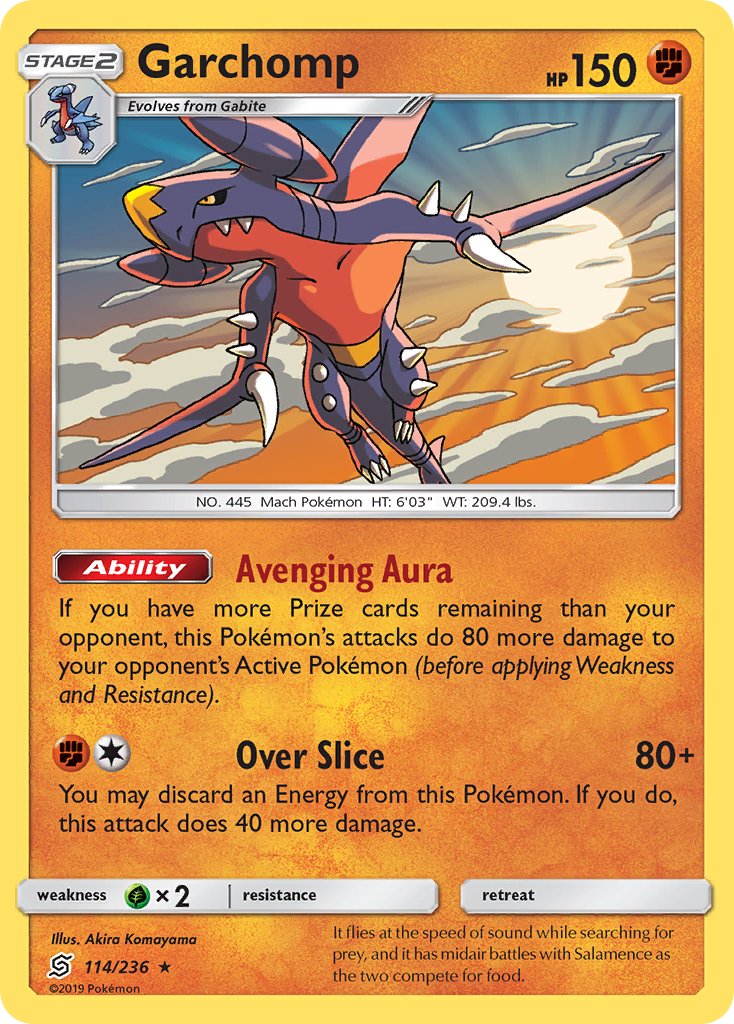 STAGE2
Garchomp
HP150
Evolves from Gabite
NO. 445  Mach Pokémon  HT: 6'03"  WT: 209.4 lbs.
Ability
Avenging Aura
If you have more Prize cards remaining than your
opponent, this Pokémon's attacks do 80 more damage to
your opponent's Active Pokémon (before applying Weakness
and Resistance).
Over Slice
80+
You may discard an Energy from this Pokémon. If you do,
this attack does 40 more damage.
weakness
×2
resistance
retreat
Illus. Akira Komayama
114/236 ★
©2019 Pokémon
It flies at the speed of sound while searching for
prey, and it has midair battles with Salamence as
the two compete for food.